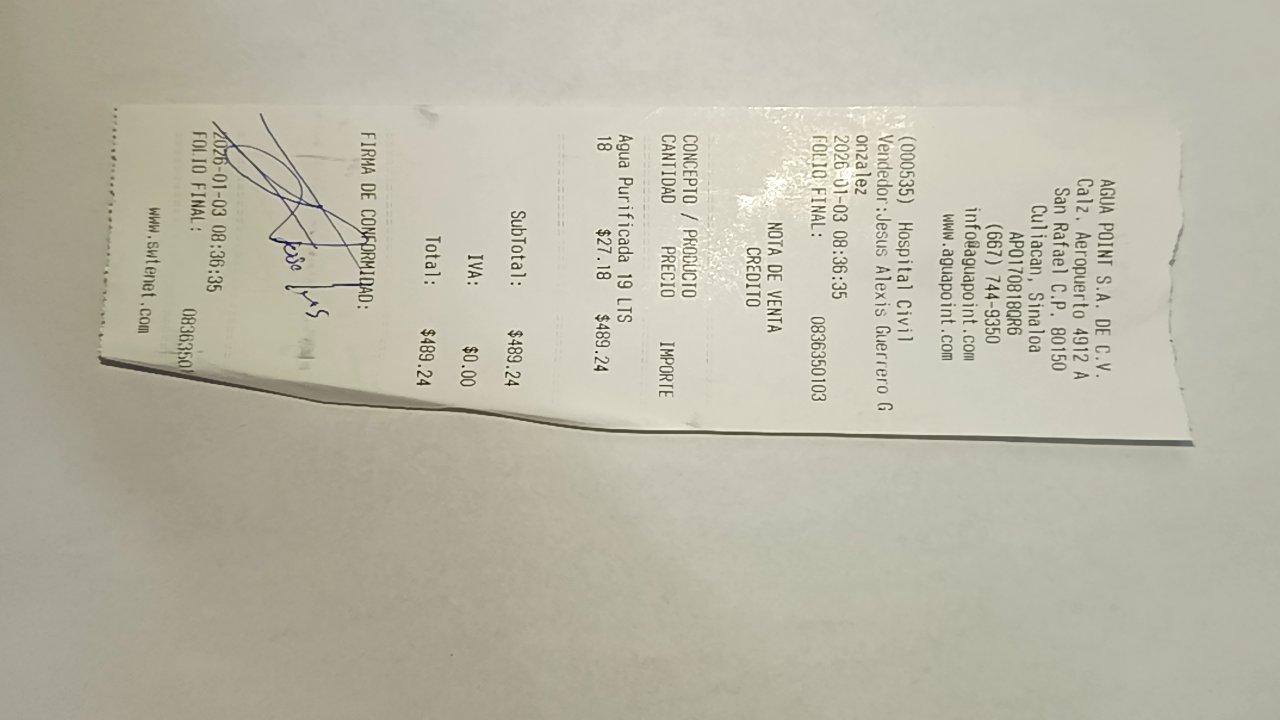 AGUA POINT S.A. DE C.V.
Calz. Aeropuerto 4912 A
San Rafael C.P. 80150
Culiacan, Sinaloa
APO170818QR6
(667) 744-9350
info@aguapoint.com
www.aguapoint.com
(000535) Hospital Civil
Vendedor:Jesus Alexis Guerrero G
onzalez
2026-01-03 08:36:35
FOLIO FINAL: 0836350103
NOTA DE VENTA
CREDITO
CONCEPTO / PRODUCTO
CANTIDAD PRECIO IMPORTE
Agua Purificada 19 LTS
18 $27.18 $489.24
SubTotal: $489.24
IVA: $0.00
Total: $489.24
FIRMA DE CONFORMIDAD:
2026-01-03 08:36:35
FOLIO FINAL: 0836350
www.swtenet.com